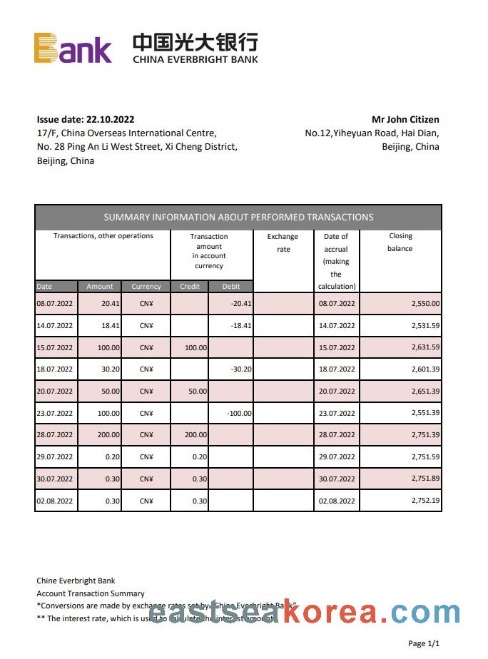 Bank 中国光大银行
CHINA EVERBRIGHT BANK
Issue date: 22.10.2022 Mr John Citizen
17/F, China Overseas International Centre, No.12,Yiheyuan Road, Hai Dian,
No. 28 Ping An Li West Street, Xi Cheng District, Beijing, China
Beijing, China
SUMMARY INFORMATION ABOUT PERFORMED TRANSACTIONS
Transactions, other operations Transaction amount in account currency Exchange rate Date of accrual (making the calculation) Closing balance
Date Amount Currency Credit Debit
08.07.2022 20.41 CN¥ -20.41 08.07.2022 2,550.00
14.07.2022 18.41 CN¥ -18.41 14.07.2022 2,531.59
15.07.2022 100.00 CN¥ 100.00 15.07.2022 2,631.59
18.07.2022 30.20 CN¥ -30.20 18.07.2022 2,601.39
20.07.2022 50.00 CN¥ 50.00 20.07.2022 2,651.39
23.07.2022 100.00 CN¥ -100.00 23.07.2022 2,551.39
28.07.2022 200.00 CN¥ 200.00 28.07.2022 2,751.39
29.07.2022 0.20 CN¥ 0.20 29.07.2022 2,751.59
30.07.2022 0.30 CN¥ 0.30 30.07.2022 2,751.89
02.08.2022 0.30 CN¥ 0.30 02.08.2022 2,752.19
Chine Everbright Bank
Account Transaction Summary
*Conversions are made by exchange rates set by "China Everbright Bank"
** The interest rate, which is used to calculate the interest amount
eastseakorea.com
Page 1/1